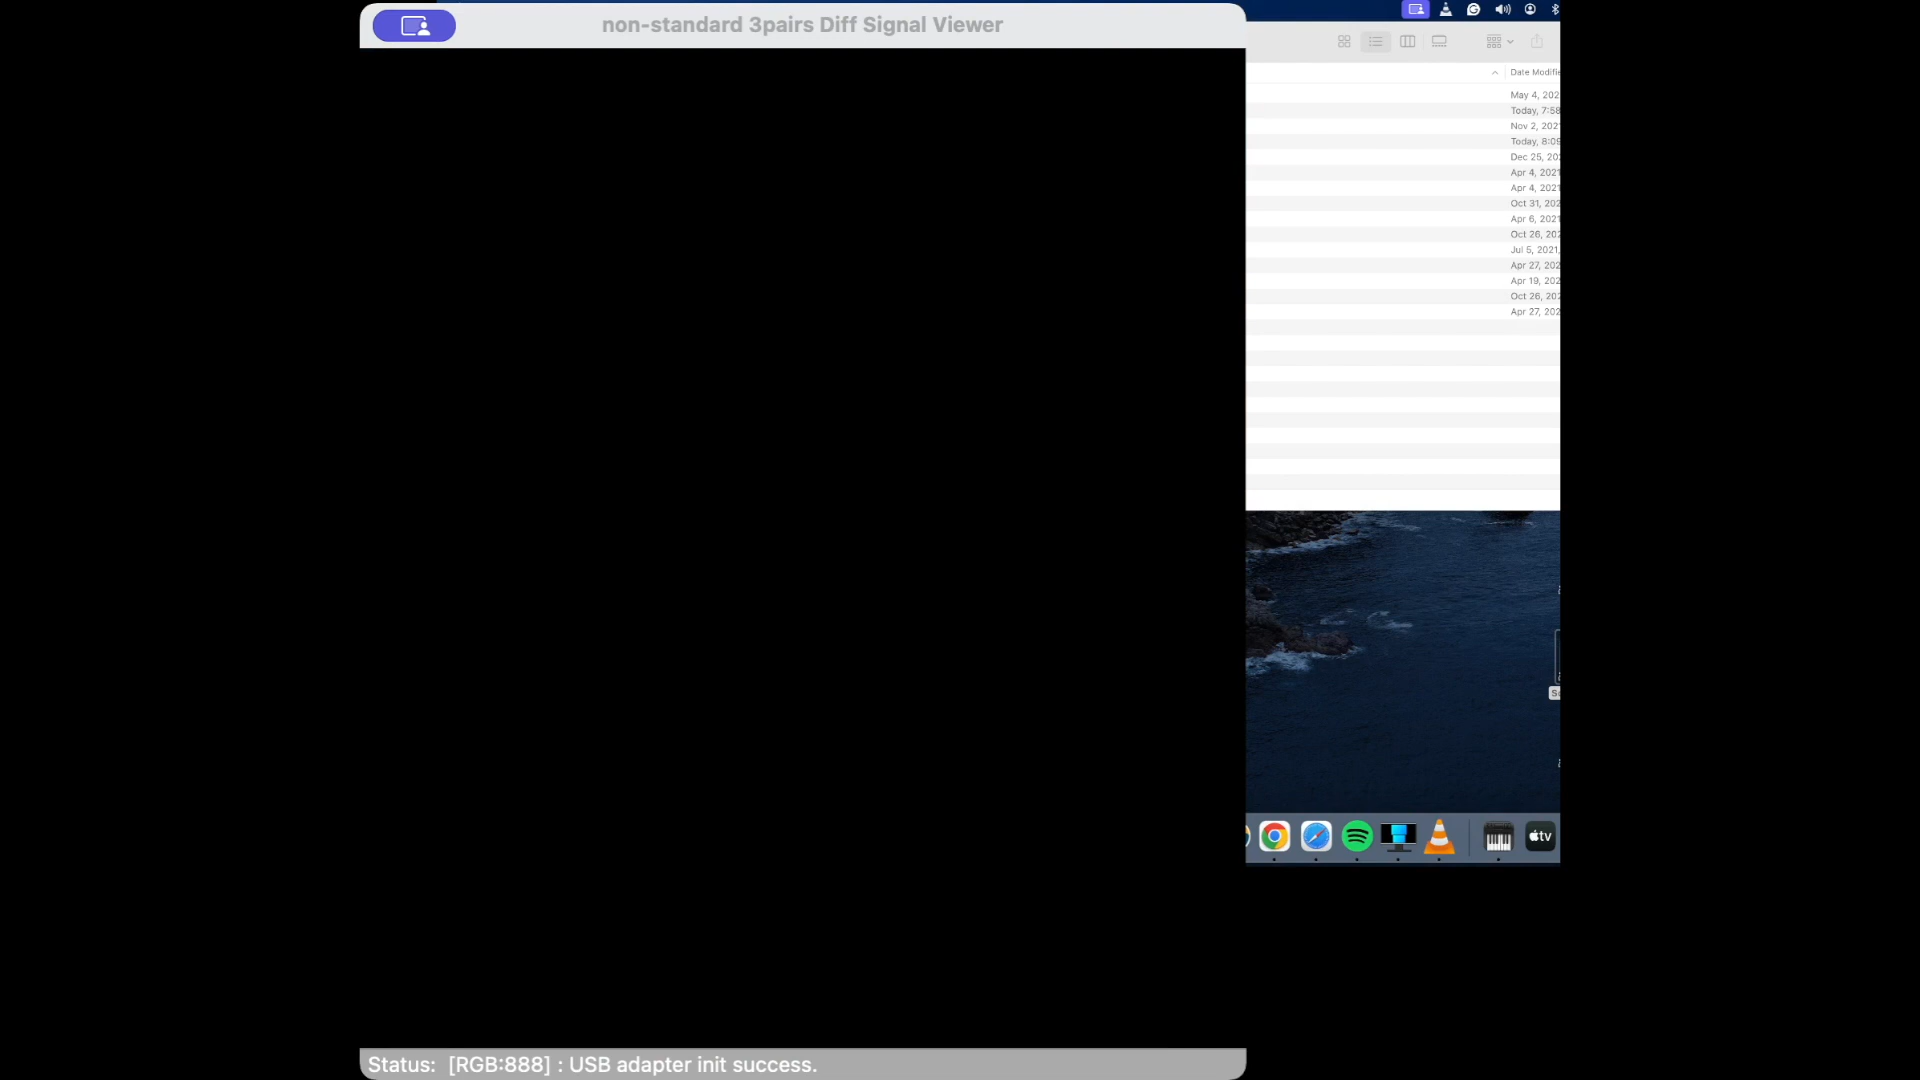 non-standard 3pairs Diff Signal Viewer
Date Modifie
May 4, 202
Today, 7:58
Nov 2, 202
Today, 8:09
Dec 25, 20
Apr 4, 2021
Apr 4, 2021
Oct 31, 202
Apr 6, 2021
Oct 26, 202
Jul 5, 2021,
Apr 27, 202
Apr 19, 202
Oct 26, 202
Apr 27, 202
tv
Status: [RGB:888] : USB adapter init success.